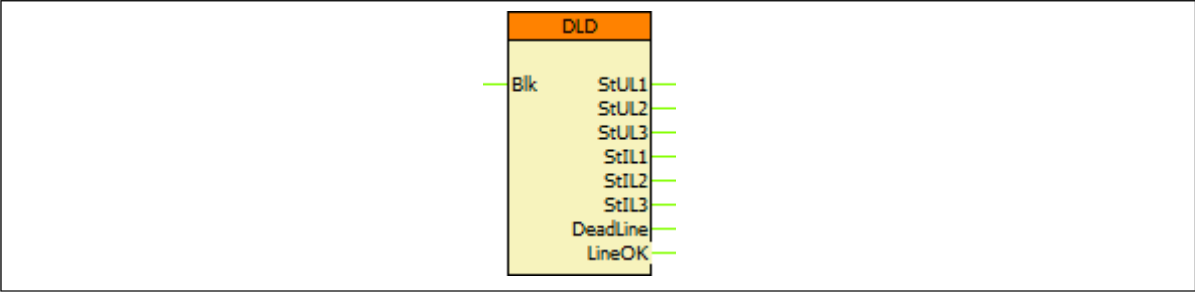 DLD
Blk StUL1
StUL2
StUL3
StIL1
StIL2
StIL3
DeadLine
LineOK